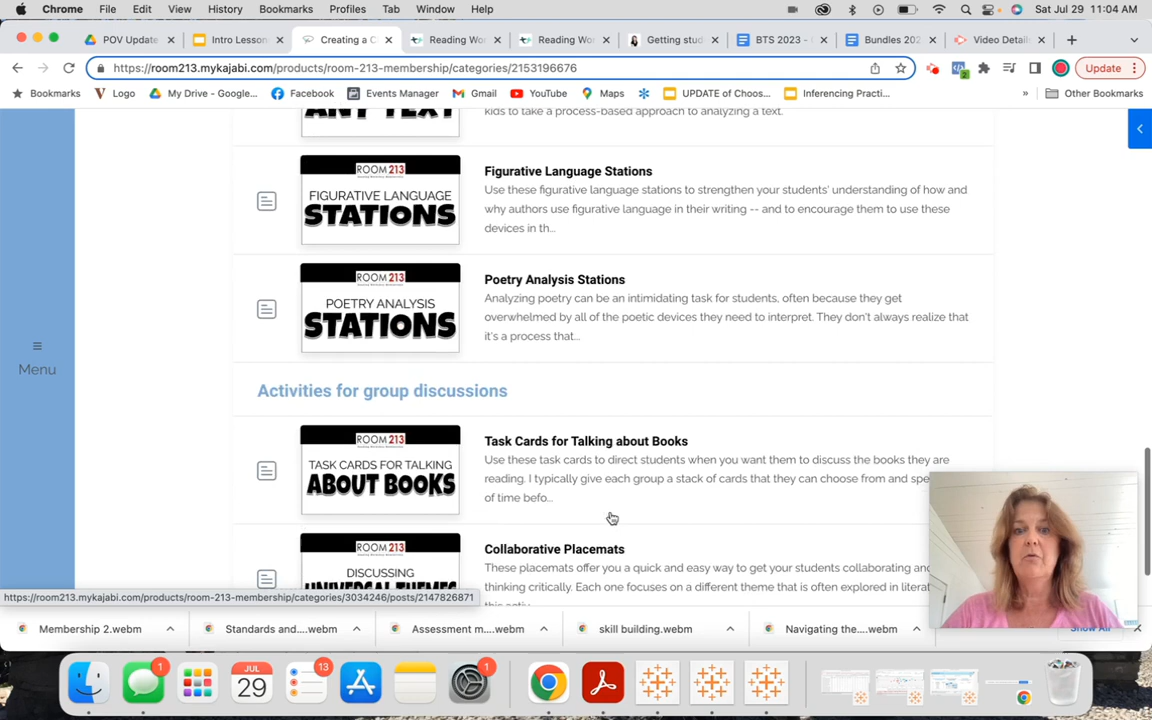 Chrome File Edit View History Bookmarks Profiles Tab Window Help Sat Jul 29 11:04 AM
POV Update Intro Lesson Creating a C Reading Wo Reading Wo Getting stud BTS 2023 - Bundles 202 Video Detail
https://room213.mykajabi.com/products/room-213-membership/categories/2153196676 Update
Bookmarks Logo My Drive - Google... Facebook Events Manager Gmail YouTube Maps UPDATE of Choos... Inferencing Practi... » Other Bookmarks
ANY TEXT
kids to take a process-based approach to analyzing a text.
ROOM 213
FIGURATIVE LANGUAGE
STATIONS
Figurative Language Stations
Use these figurative language stations to strengthen your students' understanding of how and
why authors use figurative language in their writing -- and to encourage them to use these
devices in th...
ROOM 213
POETRY ANALYSIS
STATIONS
Poetry Analysis Stations
Analyzing poetry can be an intimidating task for students, often because they get
overwhelmed by all of the poetic devices they need to interpret. They don't always realize that
it's a process that...
Menu
Activities for group discussions
ROOM 213
TASK CARDS FOR TALKING
ABOUT BOOKS
Task Cards for Talking about Books
Use these task cards to direct students when you want them to discuss the books they are
reading. I typically give each group a stack of cards that they can choose from and spe
of time befo...
ROOM 213
DISCUSSING
UNIVERSAL THEMES
Collaborative Placemats
These placemats offer you a quick and easy way to get your students collaborating and
thinking critically. Each one focuses on a different theme that is often explored in literat
this activ
https://room213.mykajabi.com/products/room-213-membership/categories/3034246/posts/2147826871
Membership 2.webm Standards and....webm Assessment m....webm skill building.webm Navigating the....webm Show All
1 JUL 29 13 1